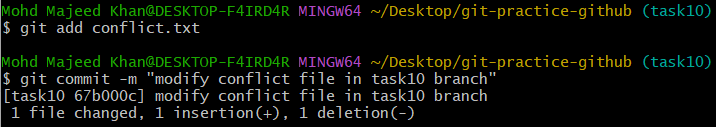 Mohd Majeed Khan@DESKTOP-F4IRD4R MINGW64 ~/Desktop/git-practice-github (task10)
$ git add conflict.txt
Mohd Majeed Khan@DESKTOP-F4IRD4R MINGW64 ~/Desktop/git-practice-github (task10)
$ git commit -m "modify conflict file in task10 branch"
[task10 67b000c] modify conflict file in task10 branch
 1 file changed, 1 insertion(+), 1 deletion(-)